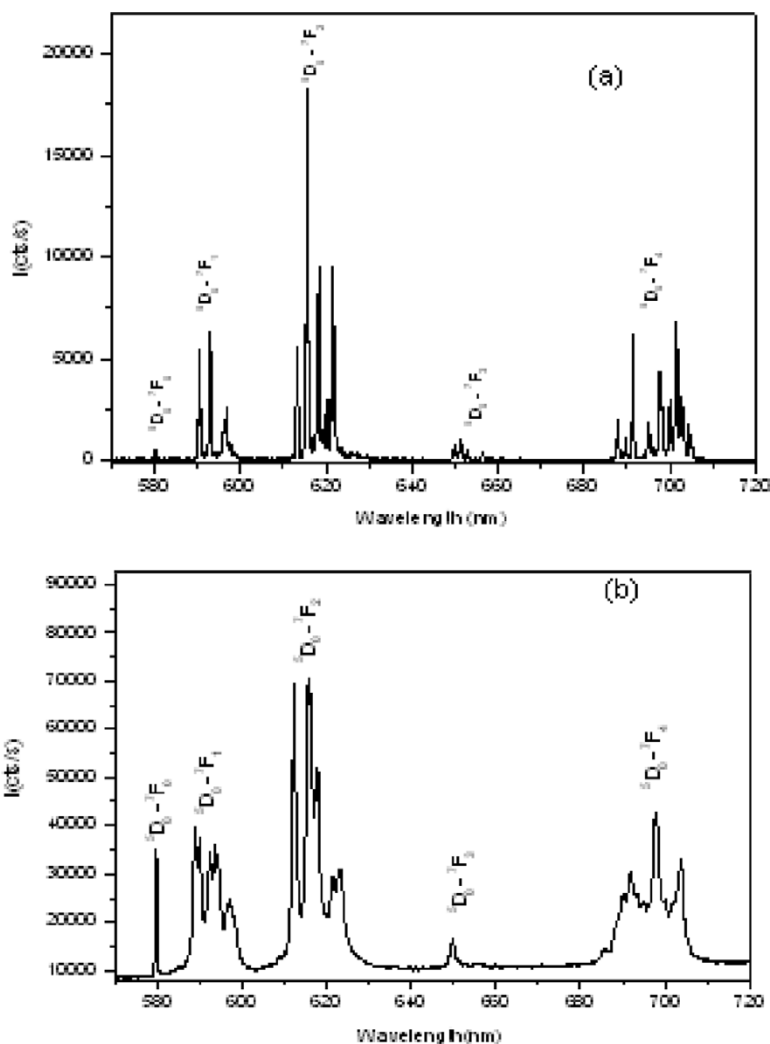 (a)
⁵D₀ - ⁷F₂
⁵D₀ - ⁷F₁
⁵D₀ - ⁷F₄
⁵D₀ - ⁷F₀
⁵D₀ - ⁷F₃
I(cts/s)
20000
15000
10000
5000
0
580 600 620 640 660 680 700 720
Wavelength(nm)
(b)
⁵D₀ - ⁷F₂
⁵D₀ - ⁷F₄
⁵D₀ - ⁷F₁
⁵D₀ - ⁷F₀
⁵D₀ - ⁷F₃
I(cts/s)
90000
80000
70000
60000
50000
40000
30000
20000
10000
580 600 620 640 660 680 700 720
Wavelength(nm)